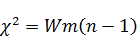 χ² = Wm(n − 1)